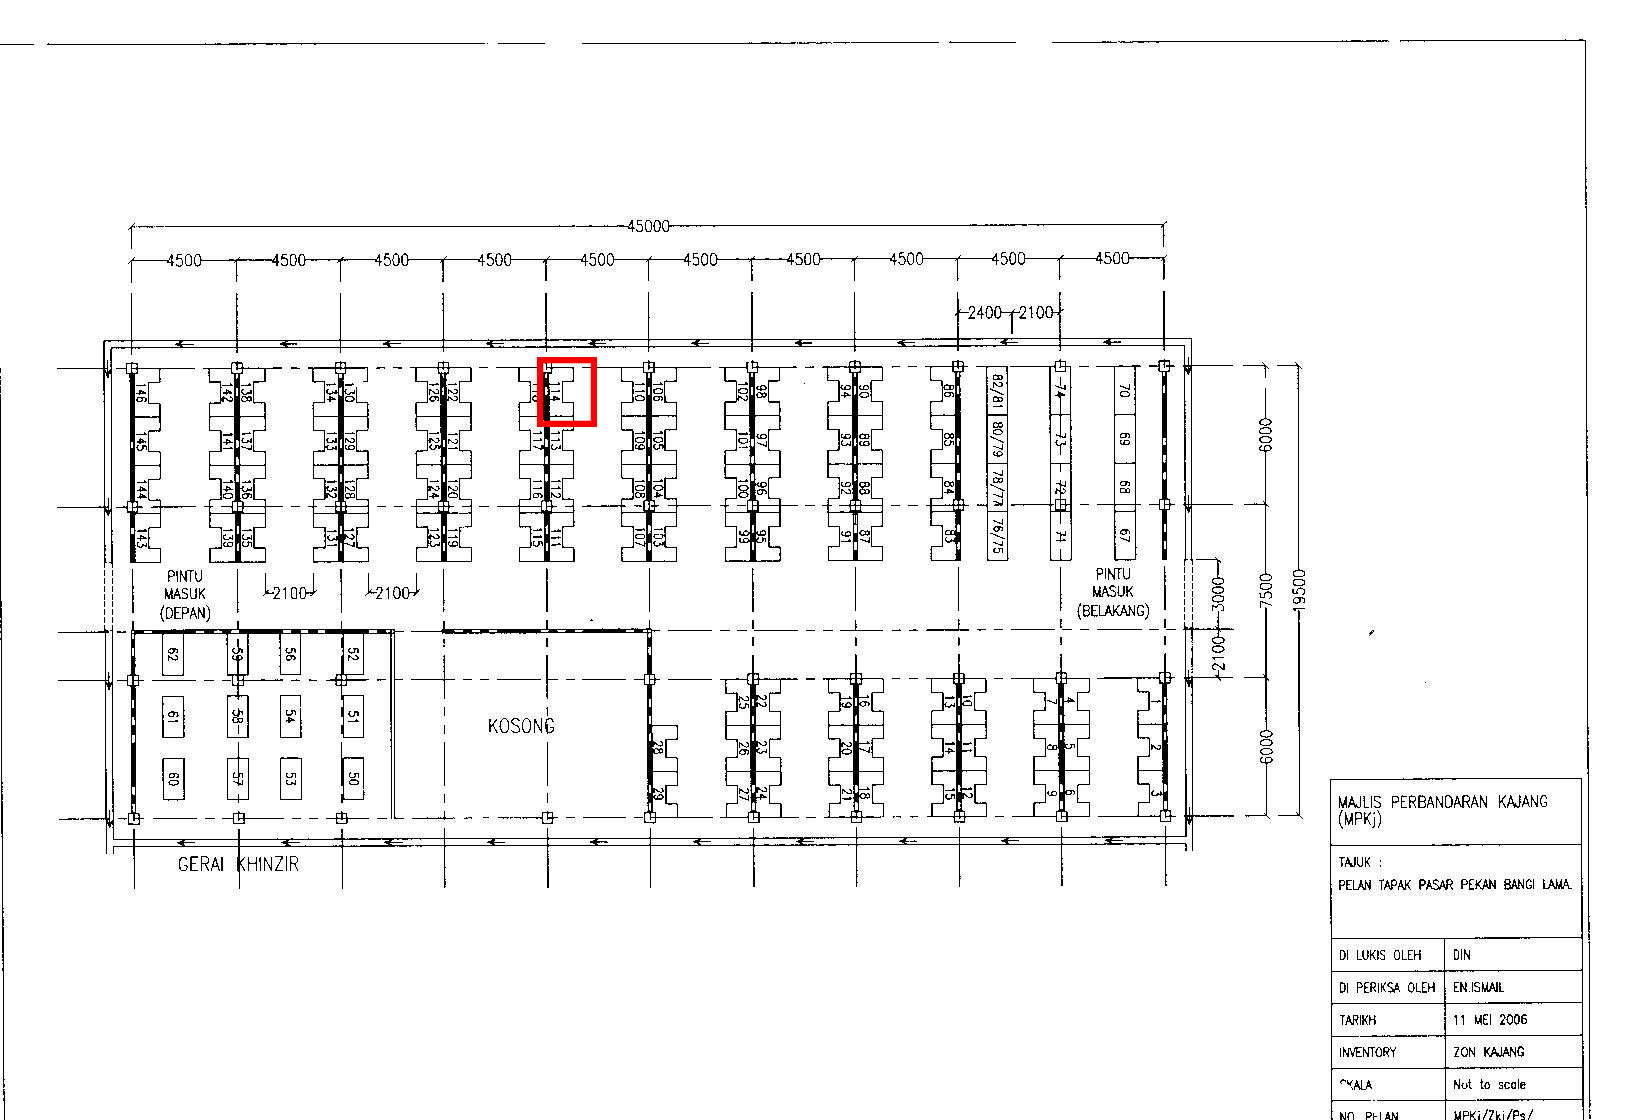 45000
4500 4500 4500 4500 4500 4500 4500 4500 4500 4500
2400 2100
146 142 138 134 130 126 122 114 110 106 102 98 94 90 86 82/81 74 70
145 141 137 133 129 125 121 117 113 109 105 101 97 93 89 85 80/79 73 69
144 140 136 132 128 124 120 116 112 108 104 100 96 92 88 84 78/77 72 68
143 139 135 131 127 123 119 115 111 107 103 99 95 91 87 83 76/75 71 67
6000
7500
19500
3000
2100
6000
PINTU
MASUK
(DEPAN)
2100 2100
PINTU
MASUK
(BELAKANG)
62 59 56 52
61 58 54 51
60 57 53 50
KOSONG
25 22 19 16 13 10 7 4 1
28 26 23 20 17 14 11 8 5 2
29 27 24 21 18 15 12 9 6 3
GERAI KHINZIR
MAJLIS PERBANDARAN KAJANG
(MPKj)
TAJUK :
PELAN TAPAK PASAR PEKAN BANGI LAMA.
DI LUKIS OLEH DIN
DI PERIKSA OLEH EN.ISMAIL
TARIKH 11 MEI 2006
INVENTORY ZON KAJANG
SKALA Not to scale
NO. PELAN MPKj/Zkj/Ps/